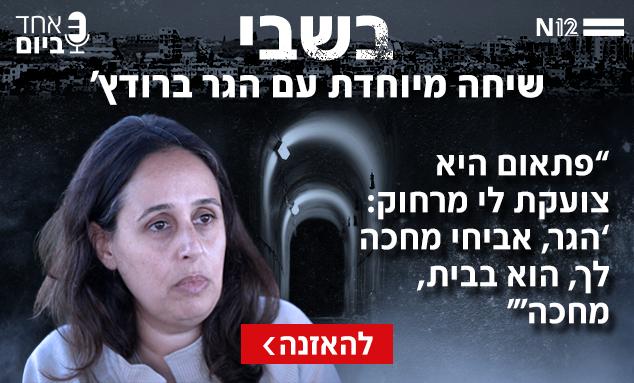 אחד
ביום
N12
בשבי
שיחה מיוחדת עם הגר ברודץ'
"פתאום היא
צועקת לי מרחוק:
'הגר, אביחי מחכה
לך, הוא בבית,
מחכה'"
להאזנה >